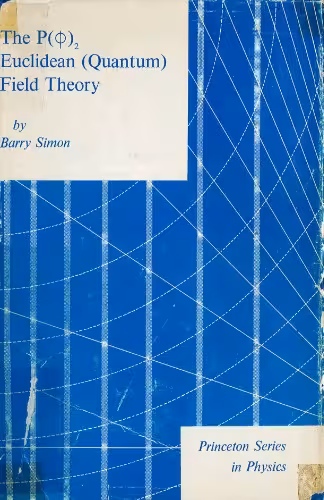 The P(ϕ)₂
Euclidean (Quantum)
Field Theory
by
Barry Simon
Princeton Series
in Physics